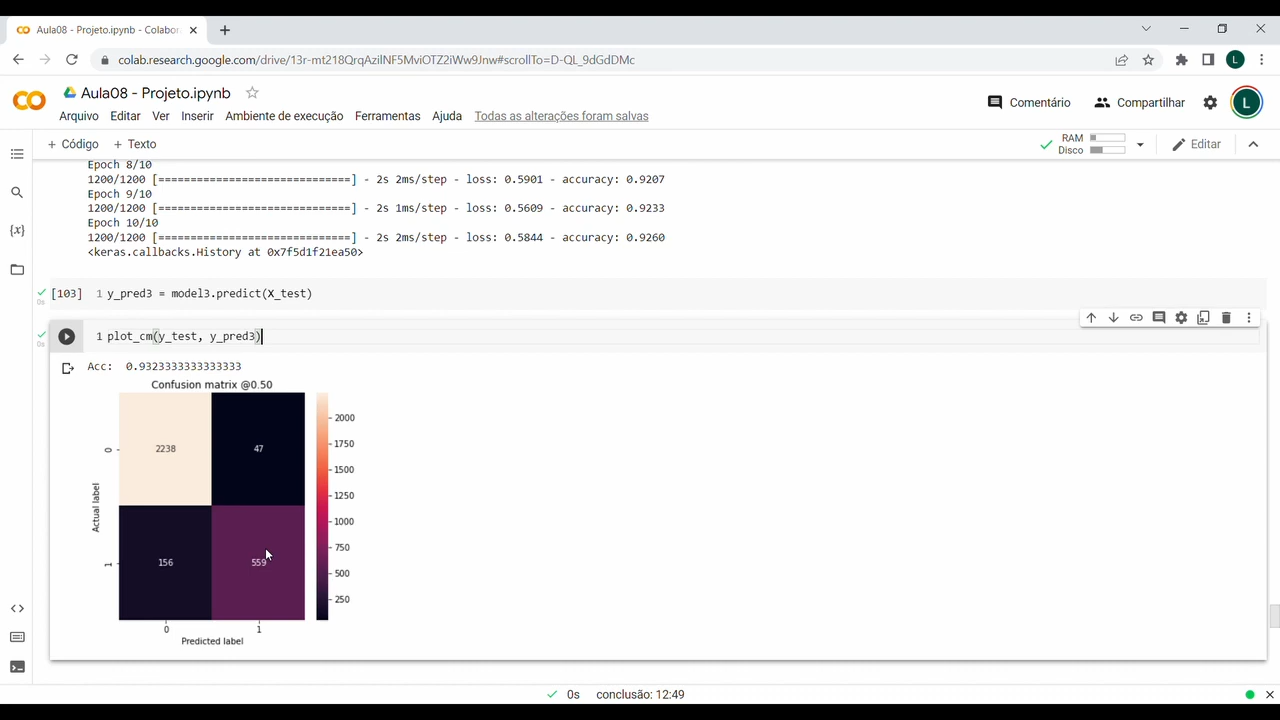 Aula08 - Projeto.ipynb - Colabor
colab.research.google.com/drive/13r-mt218QrqAzilNF5MviOTZ2iWw9Jnw#scrollTo=D-QL_9dGdDMc
L
CO
Aula08 - Projeto.ipynb
Comentário
Compartilhar
L
Arquivo Editar Ver Inserir Ambiente de execução Ferramentas Ajuda Todas as alterações foram salvas
+ Código + Texto
RAM
Disco
Editar
Epoch 8/10
1200/1200 [==============================] - 2s 2ms/step - loss: 0.5901 - accuracy: 0.9207
Epoch 9/10
1200/1200 [==============================] - 2s 1ms/step - loss: 0.5609 - accuracy: 0.9233
Epoch 10/10
1200/1200 [==============================] - 2s 2ms/step - loss: 0.5844 - accuracy: 0.9260
<keras.callbacks.History at 0x7f5d1f21ea50>
[103] 1 y_pred3 = model3.predict(X_test)
0s
1 plot_cm(y_test, y_pred3)
0s
Acc: 0.9323333333333333
Confusion matrix @0.50
2238 47
156 559
0
1
Actual label
0 1
Predicted label
2000
1750
1500
1250
1000
750
500
250
0s conclusão: 12:49